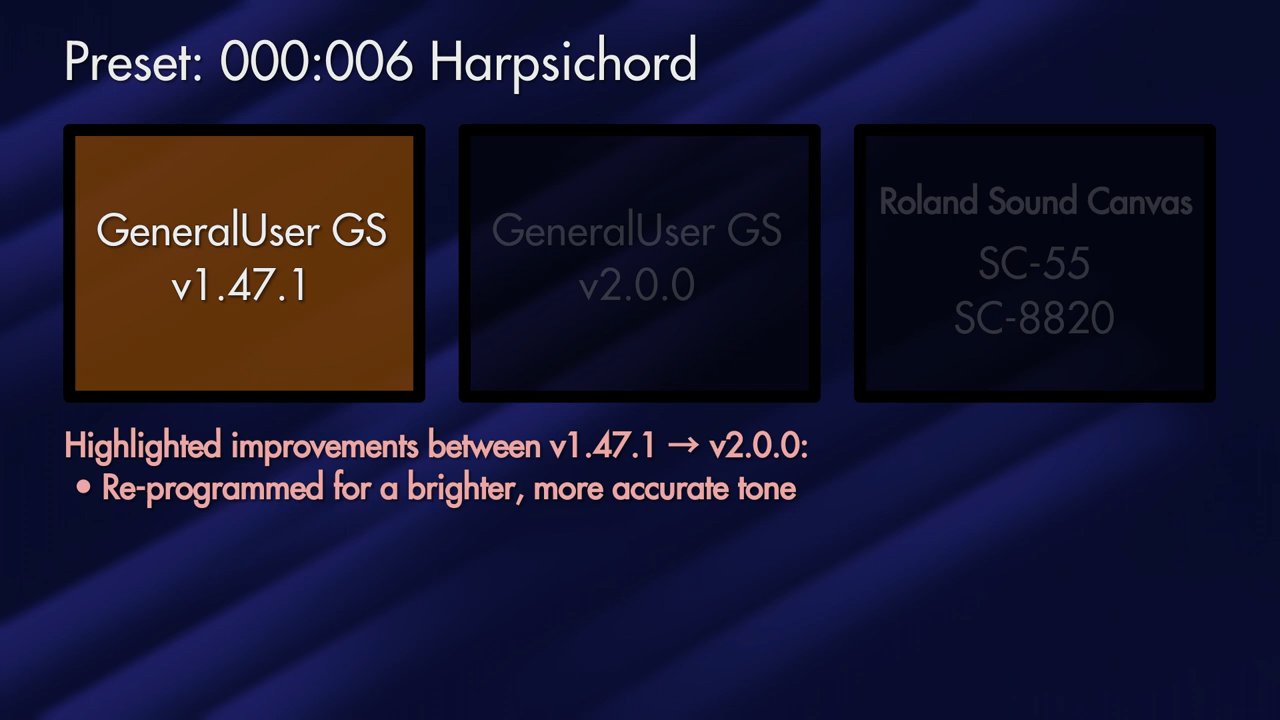 Preset: 000:006 Harpsichord
GeneralUser GS
v1.47.1
GeneralUser GS
v2.0.0
Roland Sound Canvas
SC-55
SC-8820
Highlighted improvements between v1.47.1 → v2.0.0:
• Re-programmed for a brighter, more accurate tone